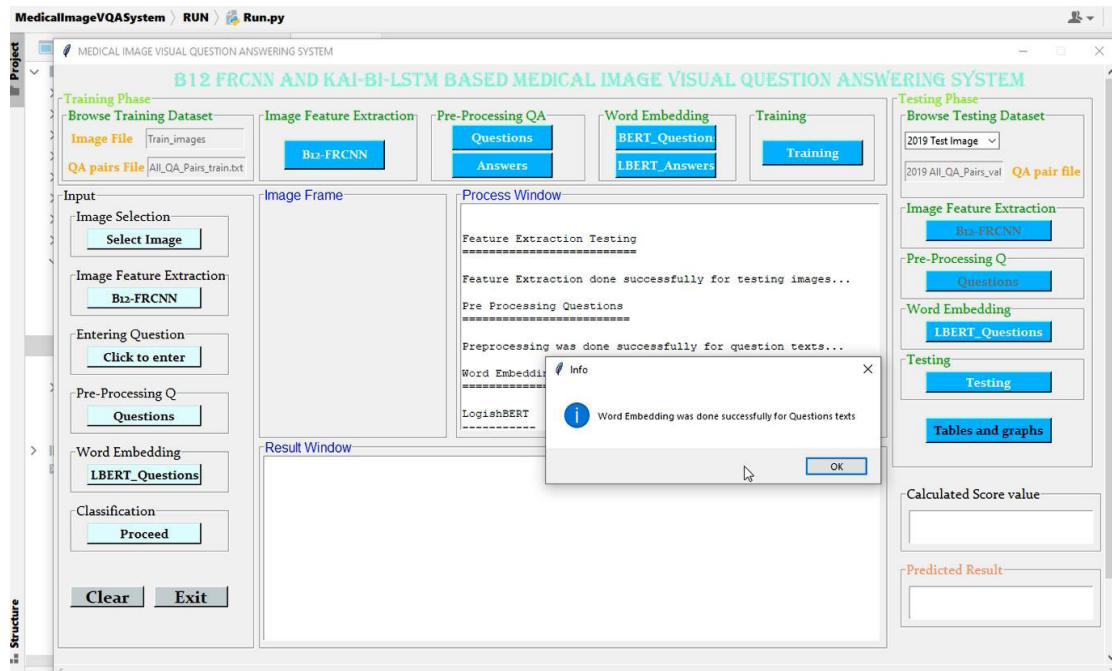 MedicalImageVQASystem RUN Run.py
Project
MEDICAL IMAGE VISUAL QUESTION ANSWERING SYSTEM
B12 FRCNN AND KAI-BI-LSTM BASED MEDICAL IMAGE VISUAL QUESTION ANSWERING SYSTEM
Training Phase
Browse Training Dataset
Image File Train_images
QA pairs File All_QA_Pairs_train.txt
Image Feature Extraction
B12-FRCNN
Pre-Processing QA
Questions
Answers
Word Embedding
BERT_Question
LBERT_Answers
Training
Training
Testing Phase
Browse Testing Dataset
2019 Test Image
2019 All_QA_Pairs_val QA pair file
Image Feature Extraction
B12-FRCNN
Pre-Processing Q
Questions
Word Embedding
LBERT_Questions
Testing
Testing
Tables and graphs
Input
Image Selection
Select Image
Image Feature Extraction
B12-FRCNN
Entering Question
Click to enter
Pre-Processing Q
Questions
Word Embedding
LBERT_Questions
Classification
Proceed
Clear Exit
Image Frame
Process Window
Feature Extraction Testing
==========================
Feature Extraction done successfully for testing images...
Pre Processing Questions
=========================
Preprocessing was done successfully for question texts...
Word Embeddin
LogishBERT
-----------
Info
Word Embedding was done successfully for Questions texts
OK
Result Window
Calculated Score value
Predicted Result
Structure